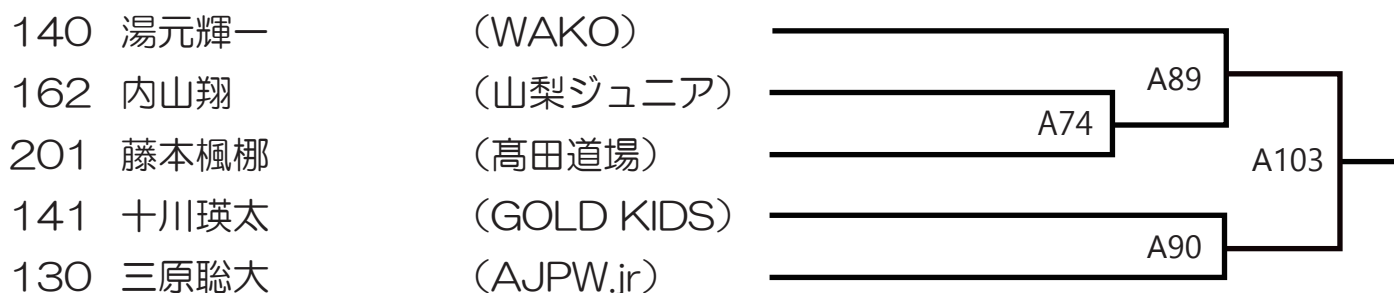 140 湯元輝一 （WAKO）
A89
162 内山翔 （山梨ジュニア）
A74
201 藤本楓梛 （髙田道場）
A103
141 十川瑛太 （GOLD KIDS）
A90
130 三原聡大 （AJPW.jr）